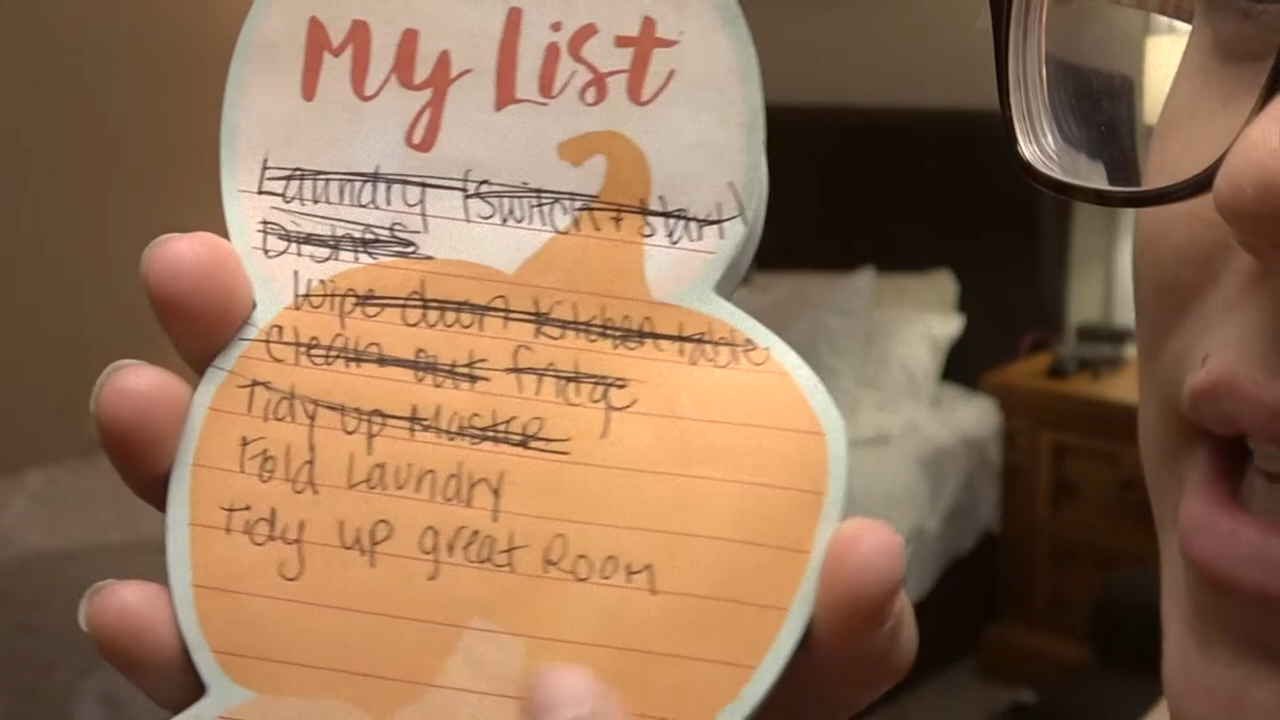 My List
Laundry (Switch + Start)
Dishes
Wipe down kitchen table
Clean out fridge
Tidy up Master
Fold Laundry
Tidy up great Room